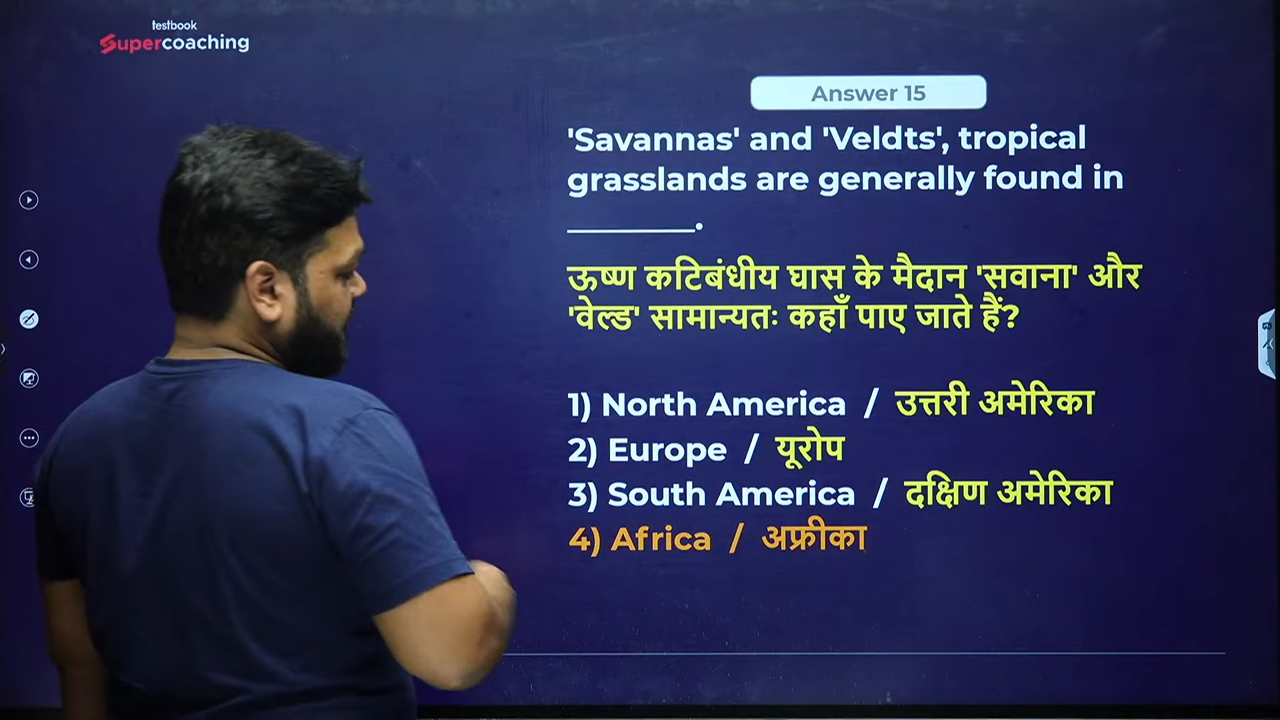 testbook
Supercoaching
Answer 15
'Savannas' and 'Veldts', tropical
grasslands are generally found in
________.
ऊष्ण कटिबंधीय घास के मैदान 'सवाना' और
'वेल्ड' सामान्यतः कहाँ पाए जाते हैं?
1) North America / उत्तरी अमेरिका
2) Europe / यूरोप
3) South America / दक्षिण अमेरिका
4) Africa / अफ्रीका